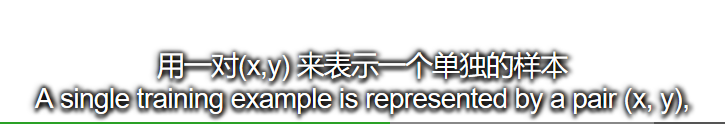 用一对(x,y) 来表示一个单独的样本
A single training example is represented by a pair (x, y),